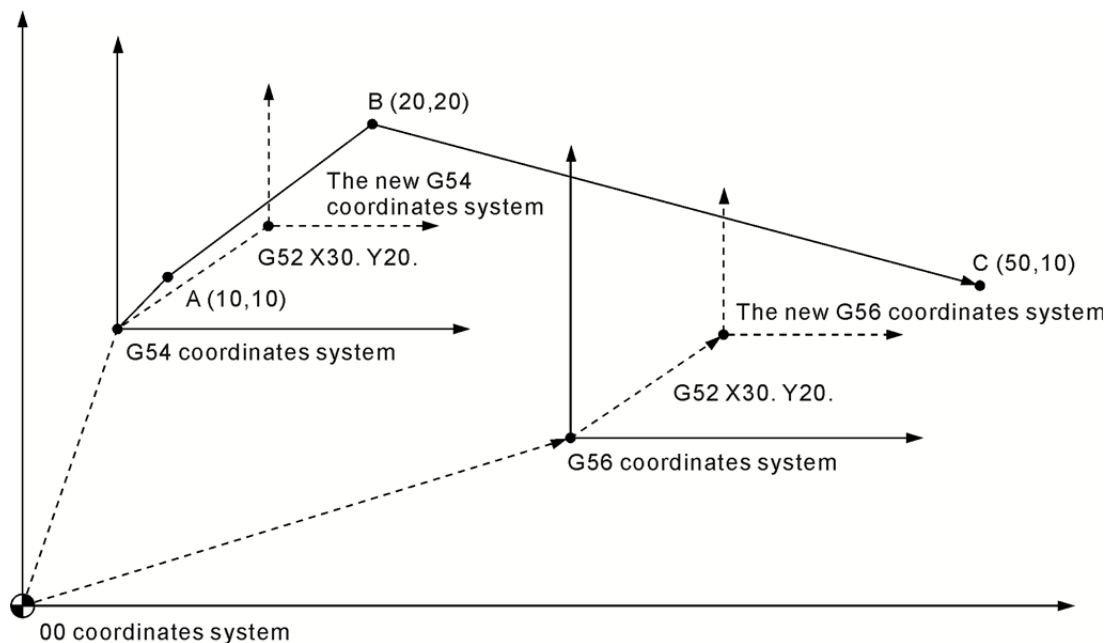 B (20,20)
The new G54
coordinates system
G52 X30. Y20.
A (10,10)
C (50,10)
The new G56 coordinates system
G54 coordinates system
G52 X30. Y20.
G56 coordinates system
00 coordinates system